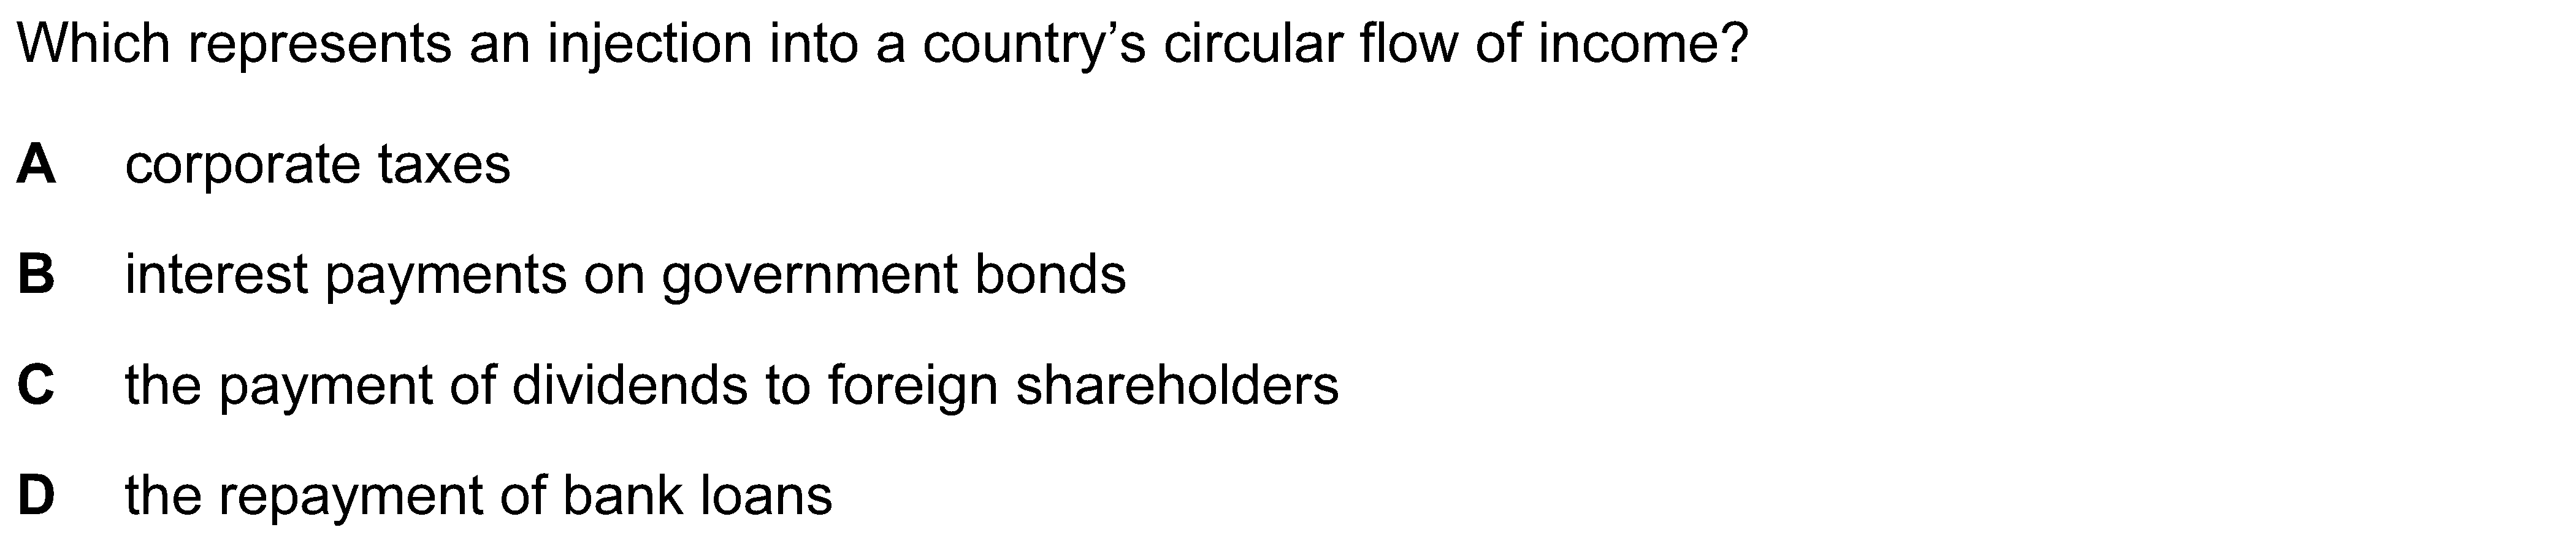 Which represents an injection into a country’s circular flow of income?
A corporate taxes
B interest payments on government bonds
C the payment of dividends to foreign shareholders
D the repayment of bank loans